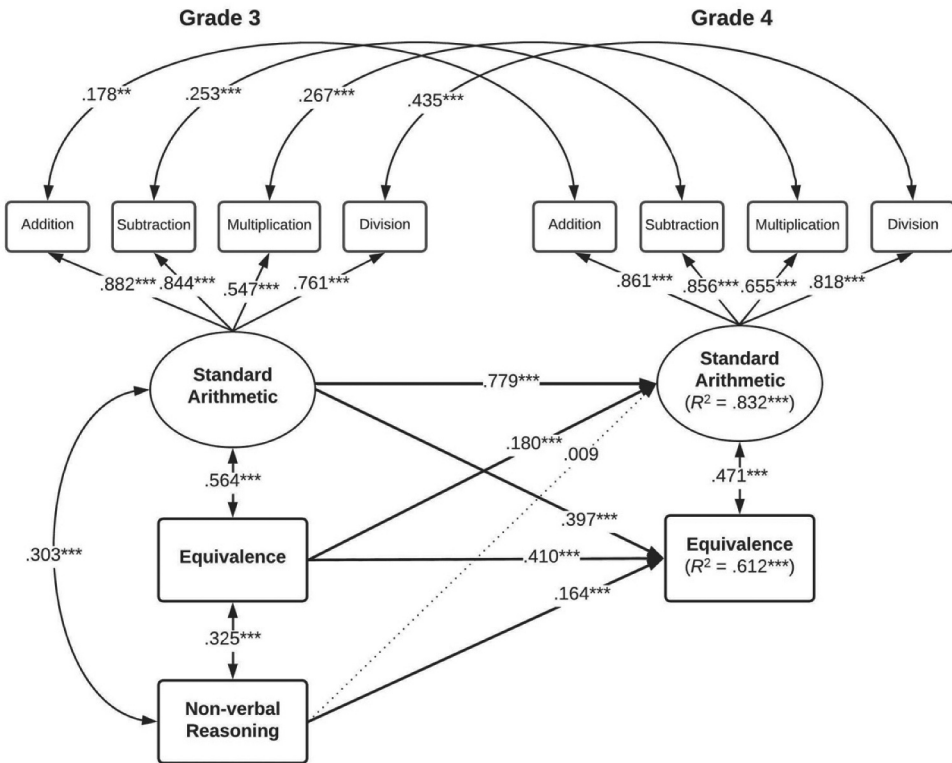 Grade 3
Grade 4
.178**
.253***
.267***
.435***
Addition
Subtraction
Multiplication
Division
Addition
Subtraction
Multiplication
Division
.882***
.844***
.547***
.761***
.861***
.856***
.655***
.818***
Standard
Arithmetic
.779***
Standard
Arithmetic
(R² = .832***)
.180***
.009
.564***
.471***
.303***
.397***
Equivalence
.410***
Equivalence
(R² = .612***)
.164***
.325***
Non-verbal
Reasoning